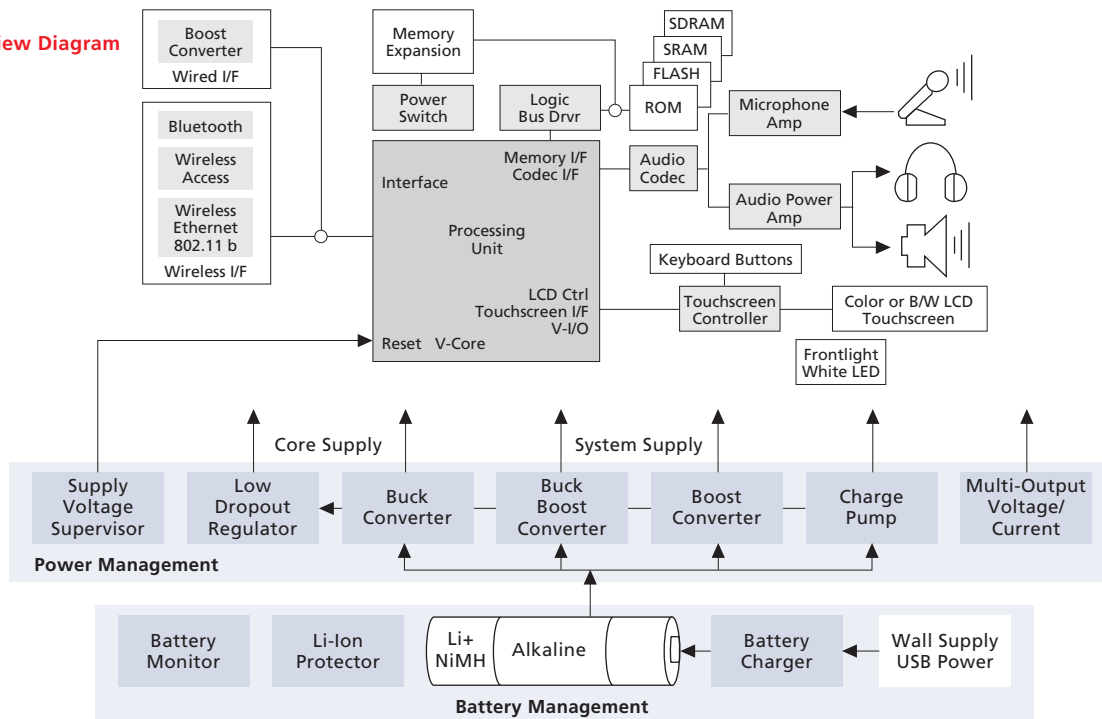 iew Diagram
Boost
Converter
Wired I/F
Bluetooth
Wireless
Access
Wireless
Ethernet
802.11 b
Wireless I/F
Memory
Expansion
Power
Switch
Logic
Bus Drvr
SDRAM
SRAM
FLASH
ROM
Microphone
Amp
Audio
Codec
Audio Power
Amp
Memory I/F
Codec I/F
Interface
Processing
Unit
LCD Ctrl
Touchscreen I/F
V-I/O
Reset V-Core
Keyboard Buttons
Touchscreen
Controller
Color or B/W LCD
Touchscreen
Frontlight
White LED
Core Supply
System Supply
Supply
Voltage
Supervisor
Low
Dropout
Regulator
Buck
Converter
Buck
Boost
Converter
Boost
Converter
Charge
Pump
Multi-Output
Voltage/
Current
Power Management
Battery
Monitor
Li-Ion
Protector
Li+
NiMH
Alkaline
Battery
Charger
Wall Supply
USB Power
Battery Management